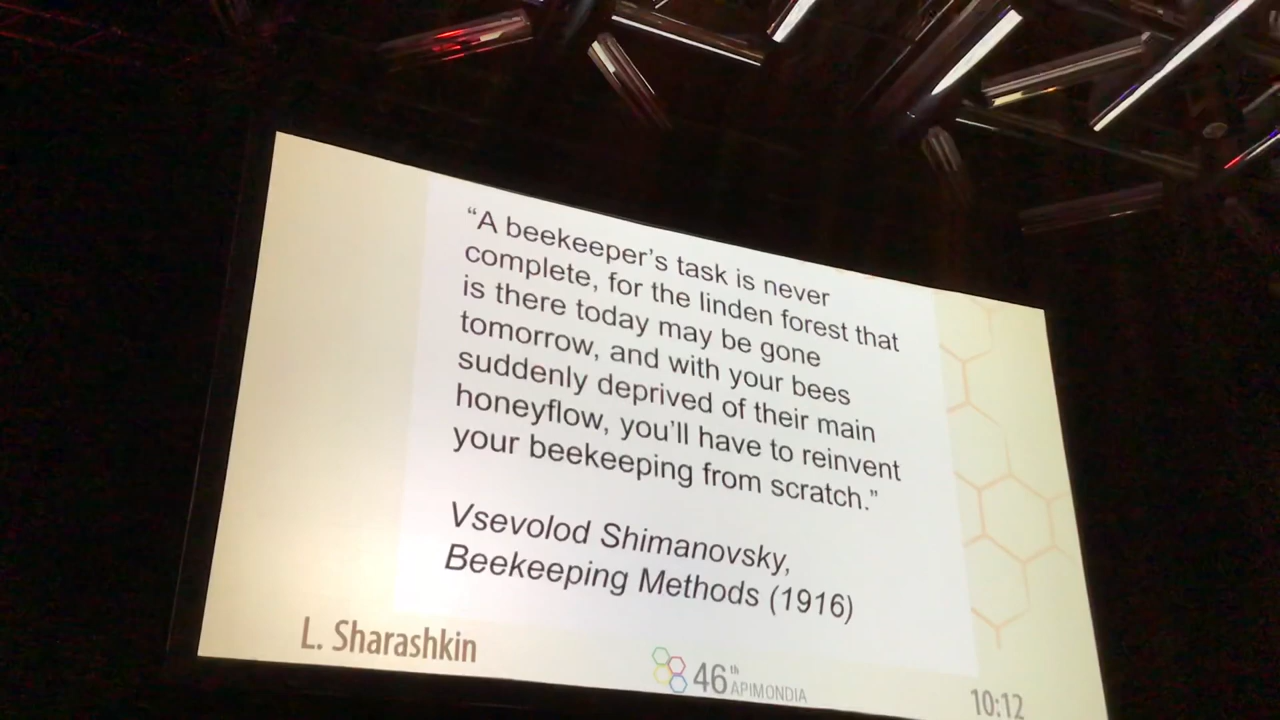 “A beekeeper’s task is never
complete, for the linden forest that
is there today may be gone
tomorrow, and with your bees
suddenly deprived of their main
honeyflow, you’ll have to reinvent
your beekeeping from scratch.”
Vsevolod Shimanovsky,
Beekeeping Methods (1916)
L. Sharashkin
46th APIMONDIA
10:12